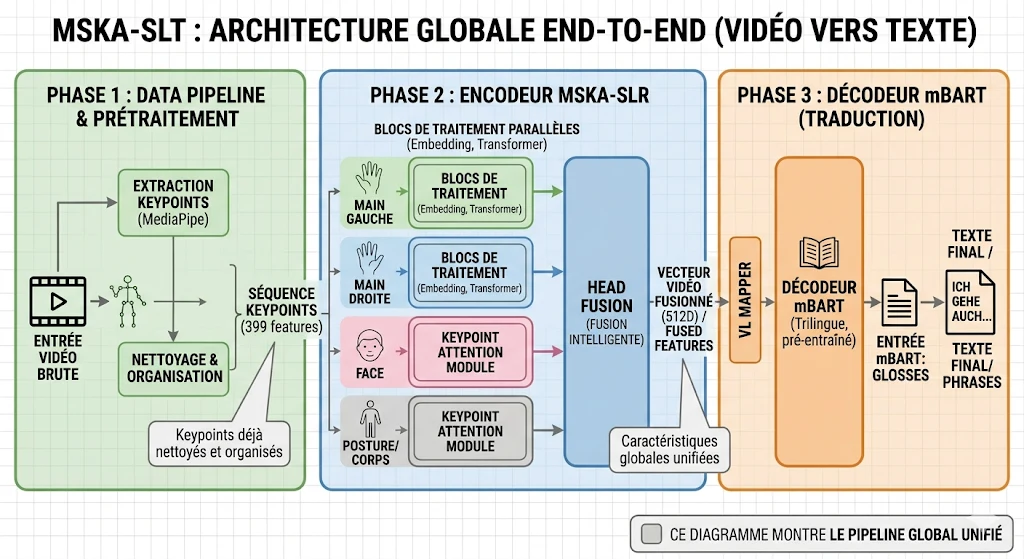 MSKA-SLT : ARCHITECTURE GLOBALE END-TO-END (VIDÉO VERS TEXTE)
PHASE 1 : DATA PIPELINE
& PRÉTRAITEMENT
EXTRACTION
KEYPOINTS
(MediaPipe)
ENTRÉE
VIDÉO
BRUTE
NETTOYAGE &
ORGANISATION
SÉQUENCE
KEYPOINTS
(399 features)
Keypoints déjà
nettoyés et organisés
PHASE 2 : ENCODEUR MSKA-SLR
BLOCS DE TRAITEMENT PARALLÈLES
(Embedding, Transformer)
MAIN
GAUCHE
BLOCS DE
TRAITEMENT
(Embedding, Transformer)
MAIN
DROITE
BLOCS DE
TRAITEMENT
(Embedding, Transformer)
FACE
KEYPOINT
ATTENTION
MODULE
POSTURE/
CORPS
KEYPOINT
ATTENTION
MODULE
HEAD
FUSION
(FUSION
INTELLIGENTE)
VECTEUR
VIDÉO
FUSIONNÉ
(512D) /
FUSED
FEATURES
Caractéristiques
globales unifiées
PHASE 3 : DÉCODEUR mBART
(TRADUCTION)
VL MAPPER
DÉCODEUR
mBART
(Trilingue,
pré-entraîné)
ENTRÉE
mBART:
GLOSSES
TEXTE
FINAL /
ICH
GEHE
AUCH...
TEXTE
FINAL/
PHRASES
CE DIAGRAMME MONTRE LE PIPELINE GLOBAL UNIFIÉ